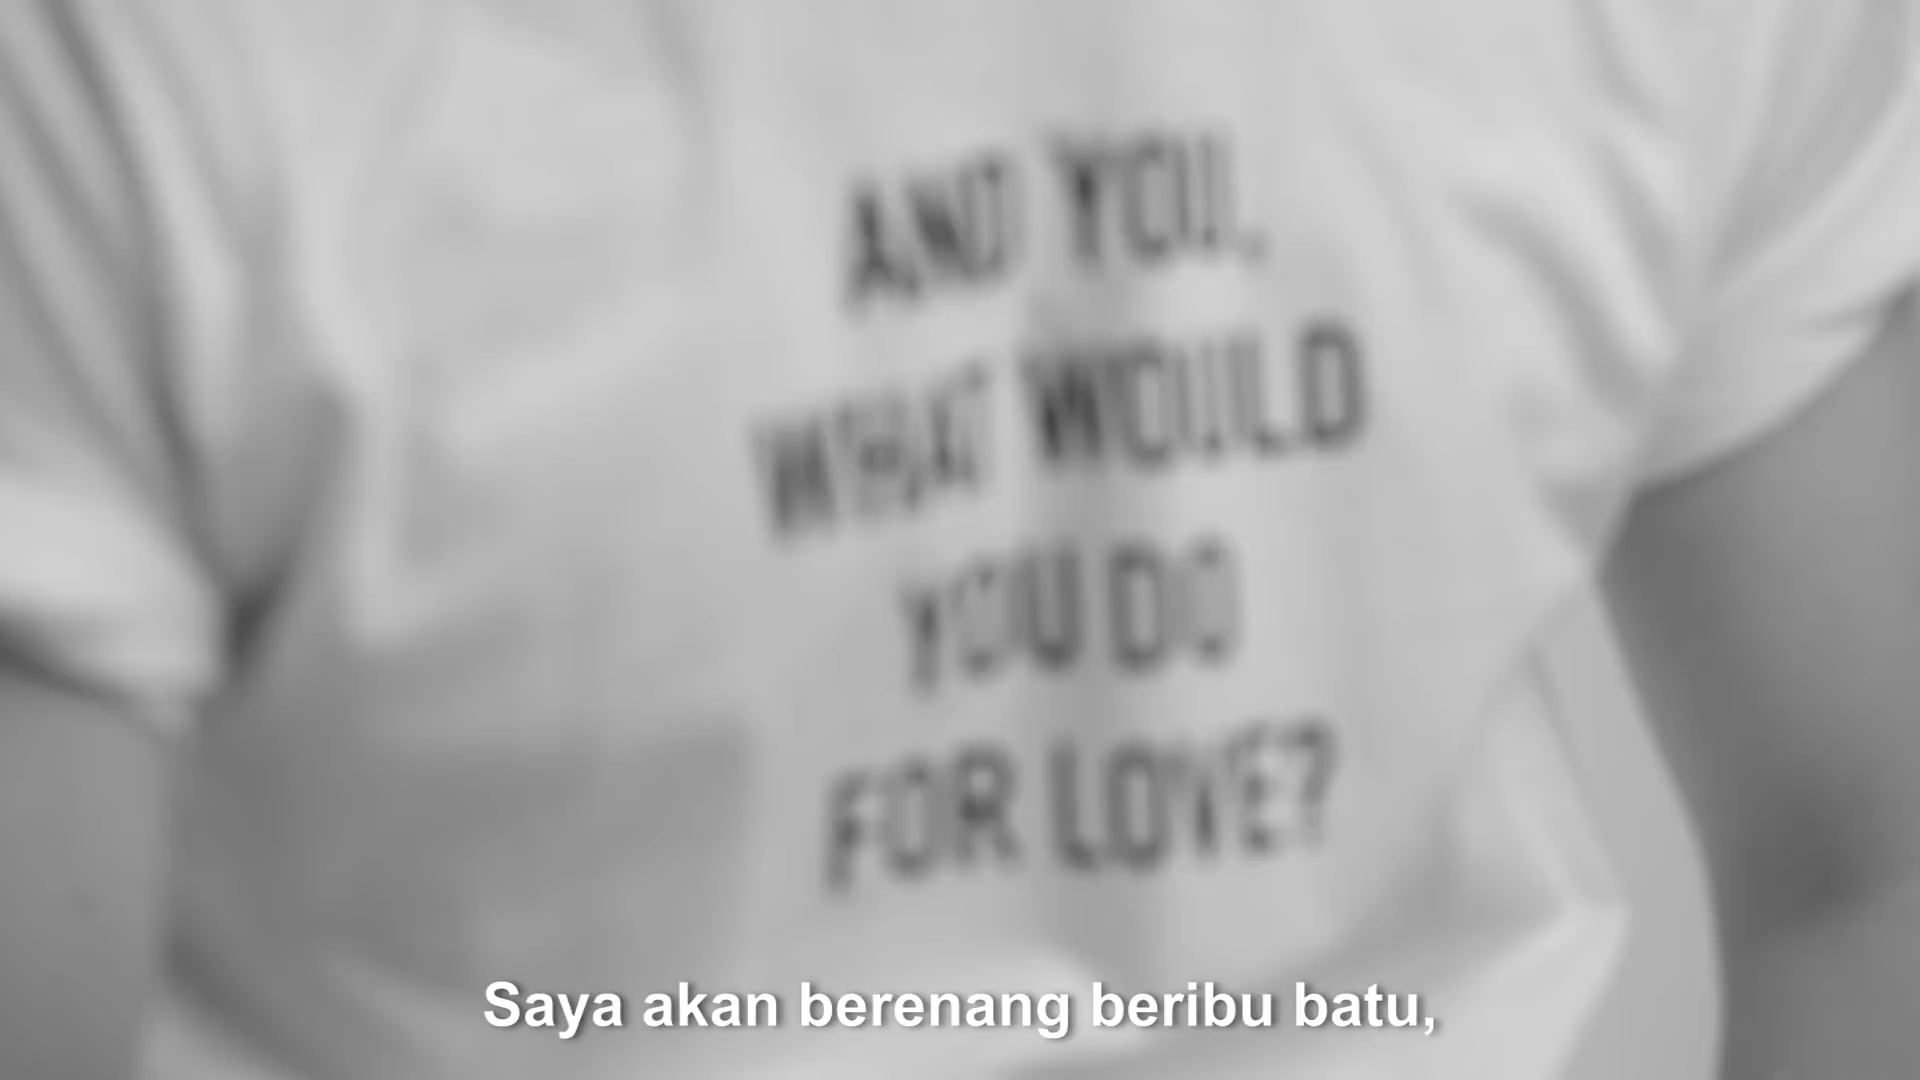 AND YOU,
WHAT WOULD
YOU DO
FOR LOVE?
Saya akan berenang beribu batu,